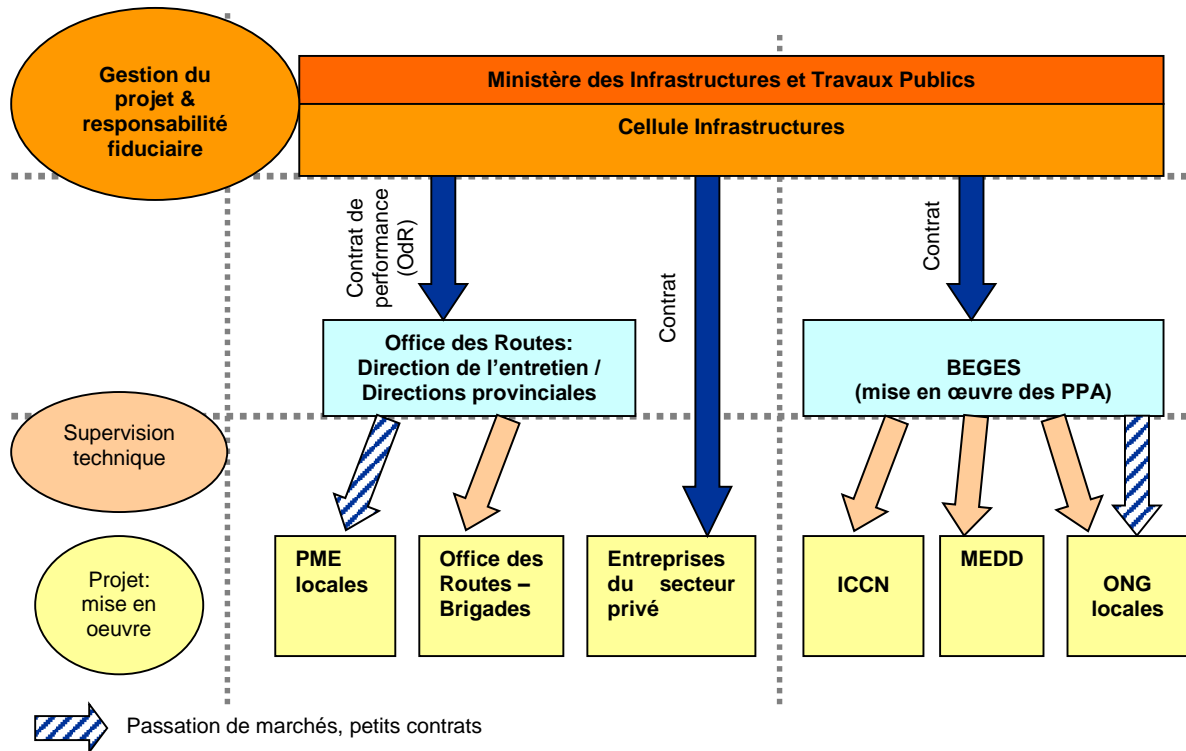 Gestion du
projet &
responsabilité
fiduciaire
Ministère des Infrastructures et Travaux Publics
Cellule Infrastructures
Contrat de
performance
(OdR)
Contrat
Contrat
Office des Routes:
Direction de l’entretien /
Directions provinciales
BEGES
(mise en œuvre des PPA)
Supervision
technique
Projet:
mise en
oeuvre
PME
locales
Office des
Routes –
Brigades
Entreprises
du secteur
privé
ICCN
MEDD
ONG
locales
Passation de marchés, petits contrats